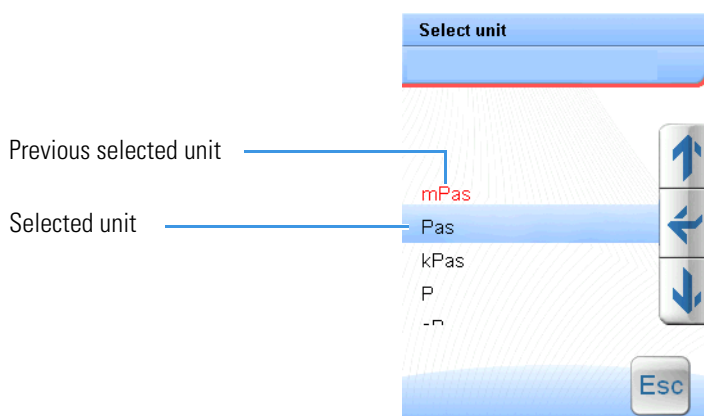 Select unit
Previous selected unit
mPas
Selected unit
Pas
kPas
P
Esc